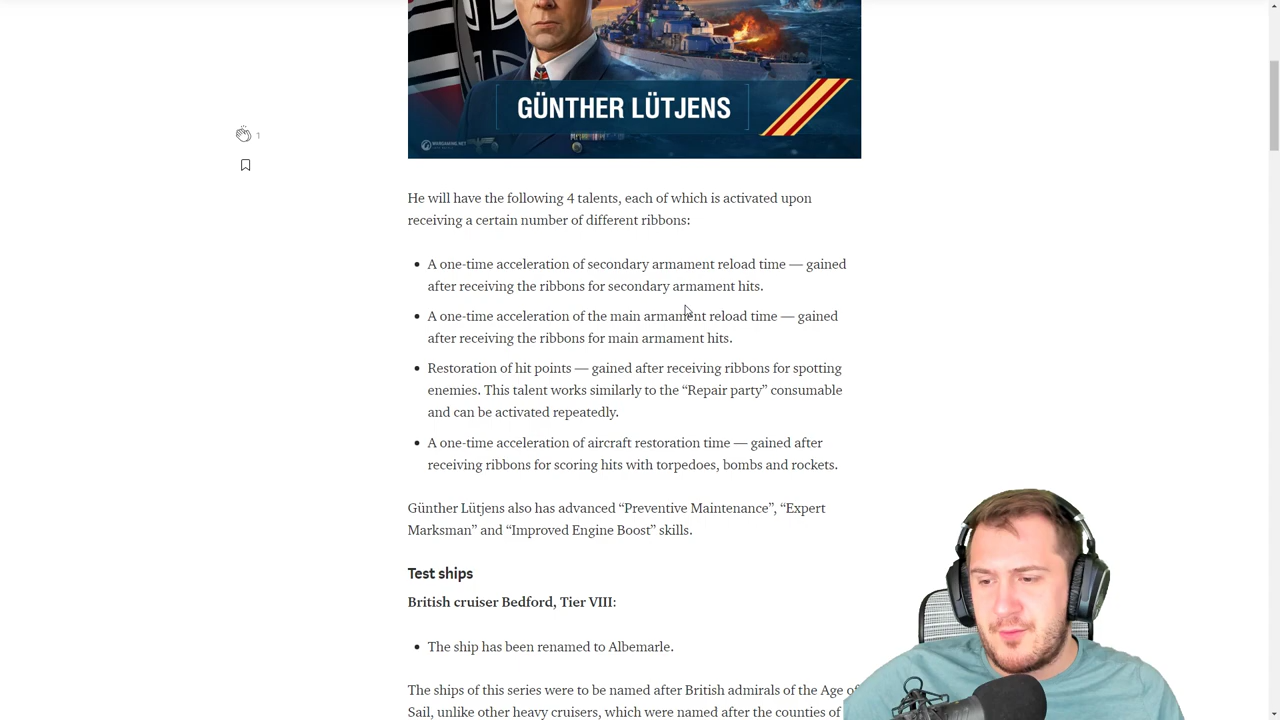 GÜNTHER LÜTJENS
WARGAMING.NET
1
He will have the following 4 talents, each of which is activated upon
receiving a certain number of different ribbons:
• A one-time acceleration of secondary armament reload time — gained
after receiving the ribbons for secondary armament hits.
• A one-time acceleration of the main armament reload time — gained
after receiving the ribbons for main armament hits.
• Restoration of hit points — gained after receiving ribbons for spotting
enemies. This talent works similarly to the “Repair party” consumable
and can be activated repeatedly.
• A one-time acceleration of aircraft restoration time — gained after
receiving ribbons for scoring hits with torpedoes, bombs and rockets.
Günther Lütjens also has advanced “Preventive Maintenance”, “Expert
Marksman” and “Improved Engine Boost” skills.
Test ships
British cruiser Bedford, Tier VIII:
• The ship has been renamed to Albemarle.
The ships of this series were to be named after British admirals of the Age of
Sail, unlike other heavy cruisers, which were named after the counties of